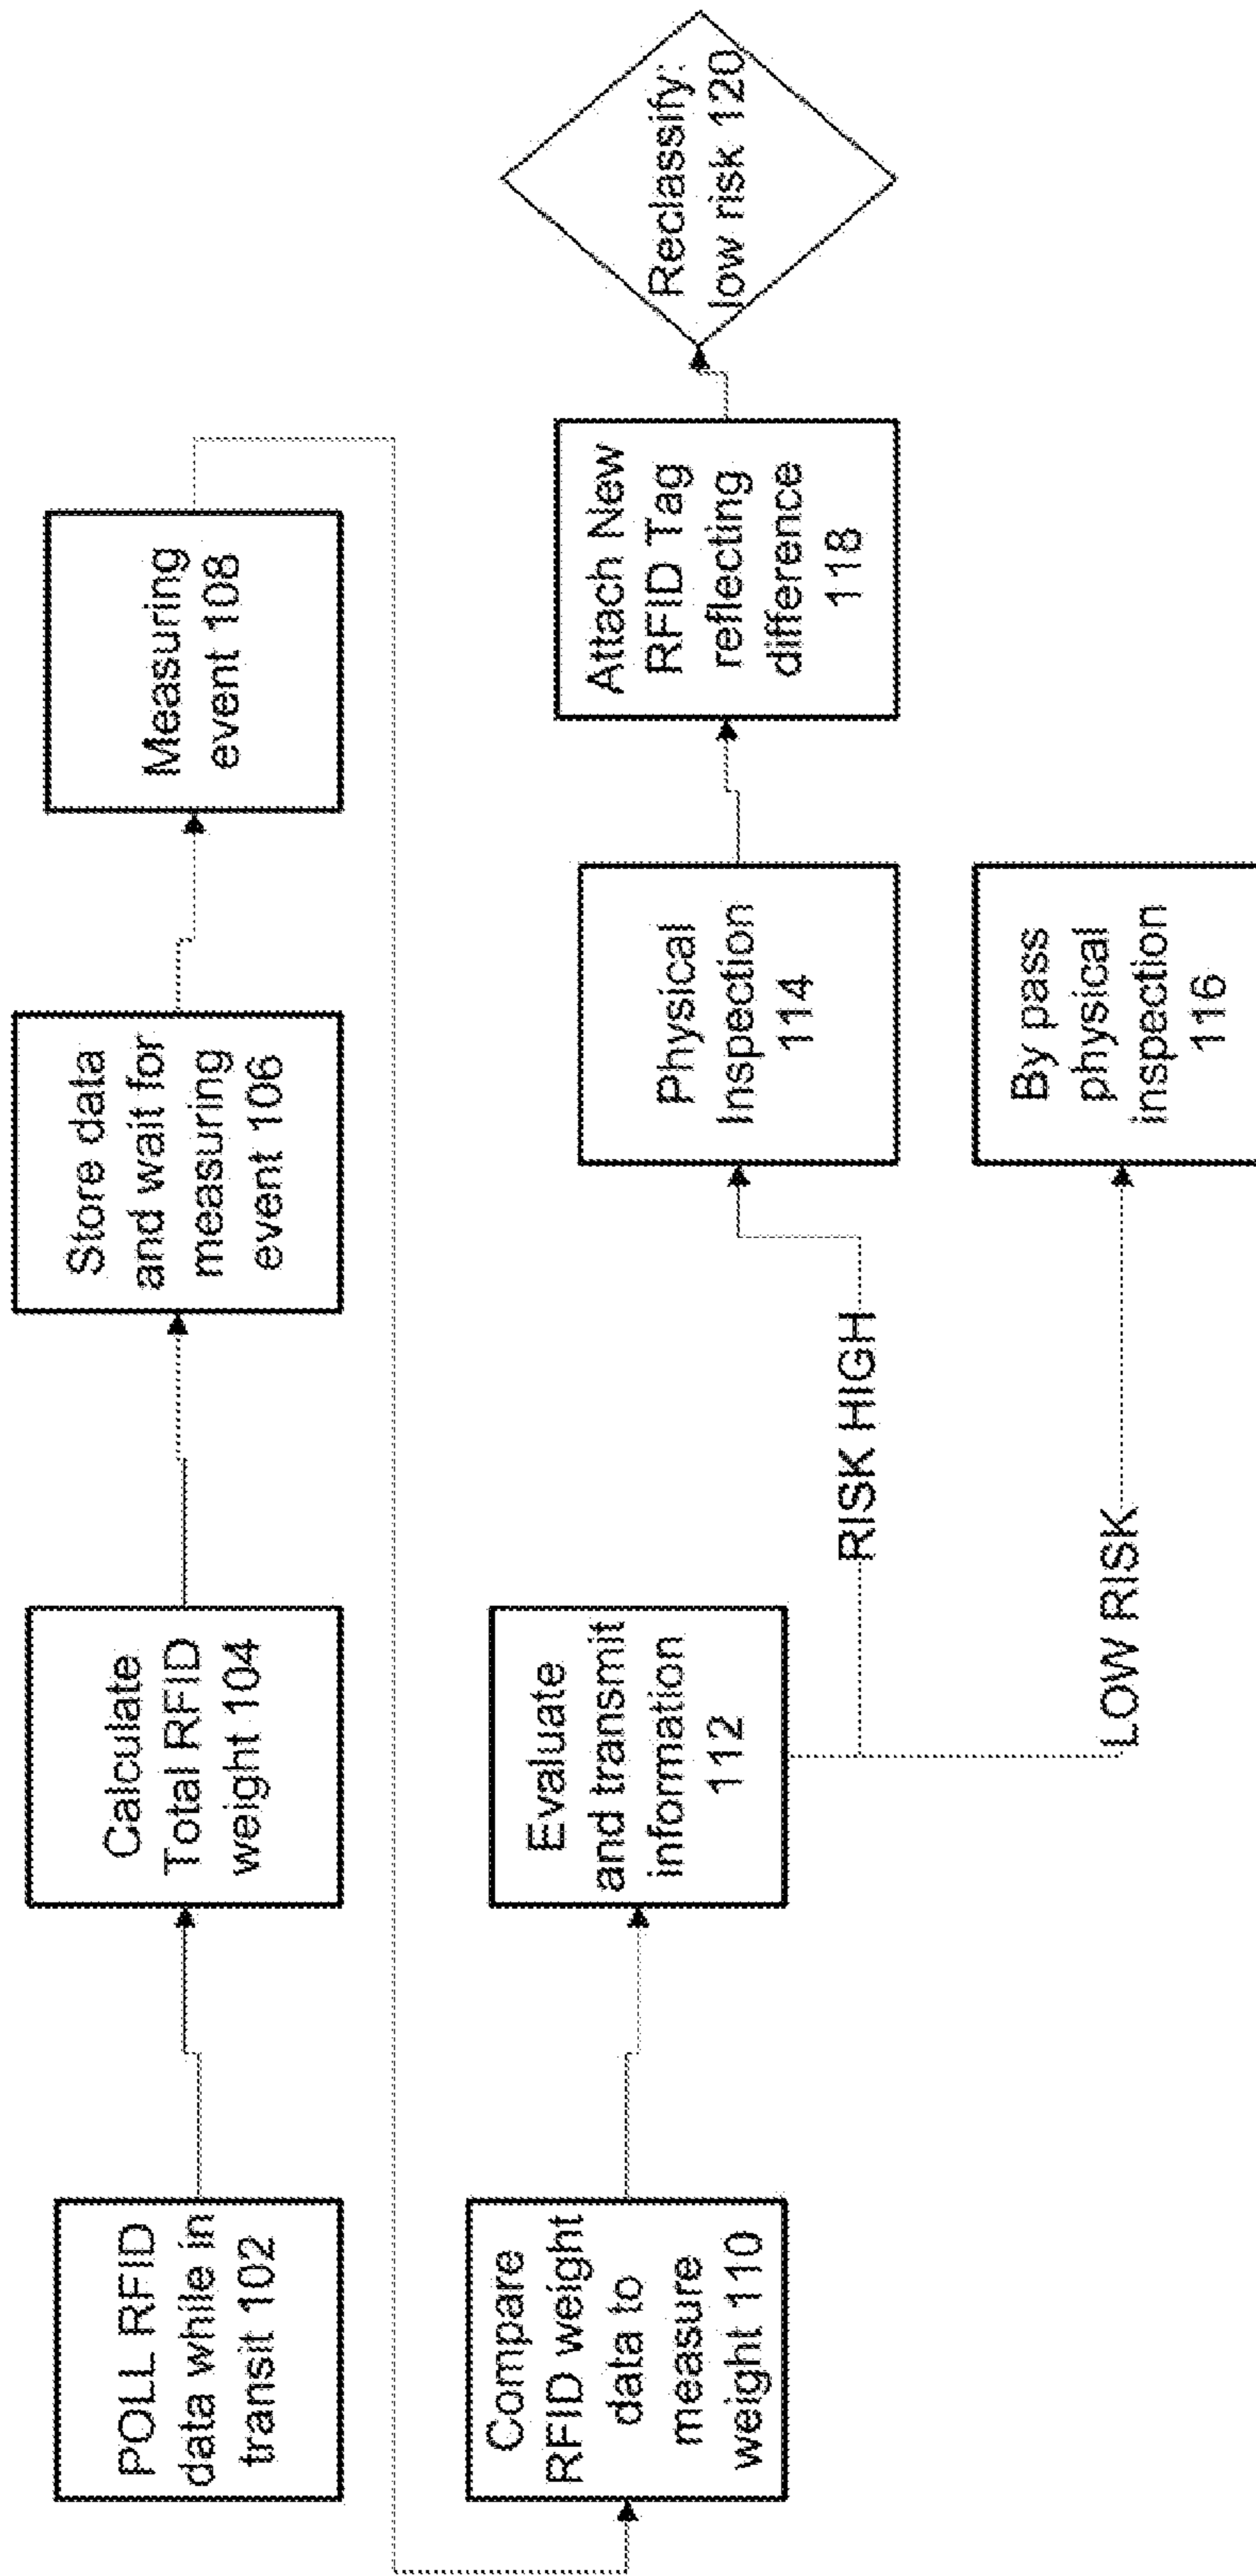 POLL RFID
data while in
transit 102
Calculate
Total RFID
weight 104
Store data
and wait for
measuring
event 106
Measuring
event 108
Compare
RFID weight
data to
measure
weight 110
Evaluate
and transmit
information
112
RISK HIGH
LOW RISK
Physical
Inspection
114
By pass
physical
inspection
116
Attach New
RFID Tag
reflecting
difference
118
Reclassify:
low risk 120